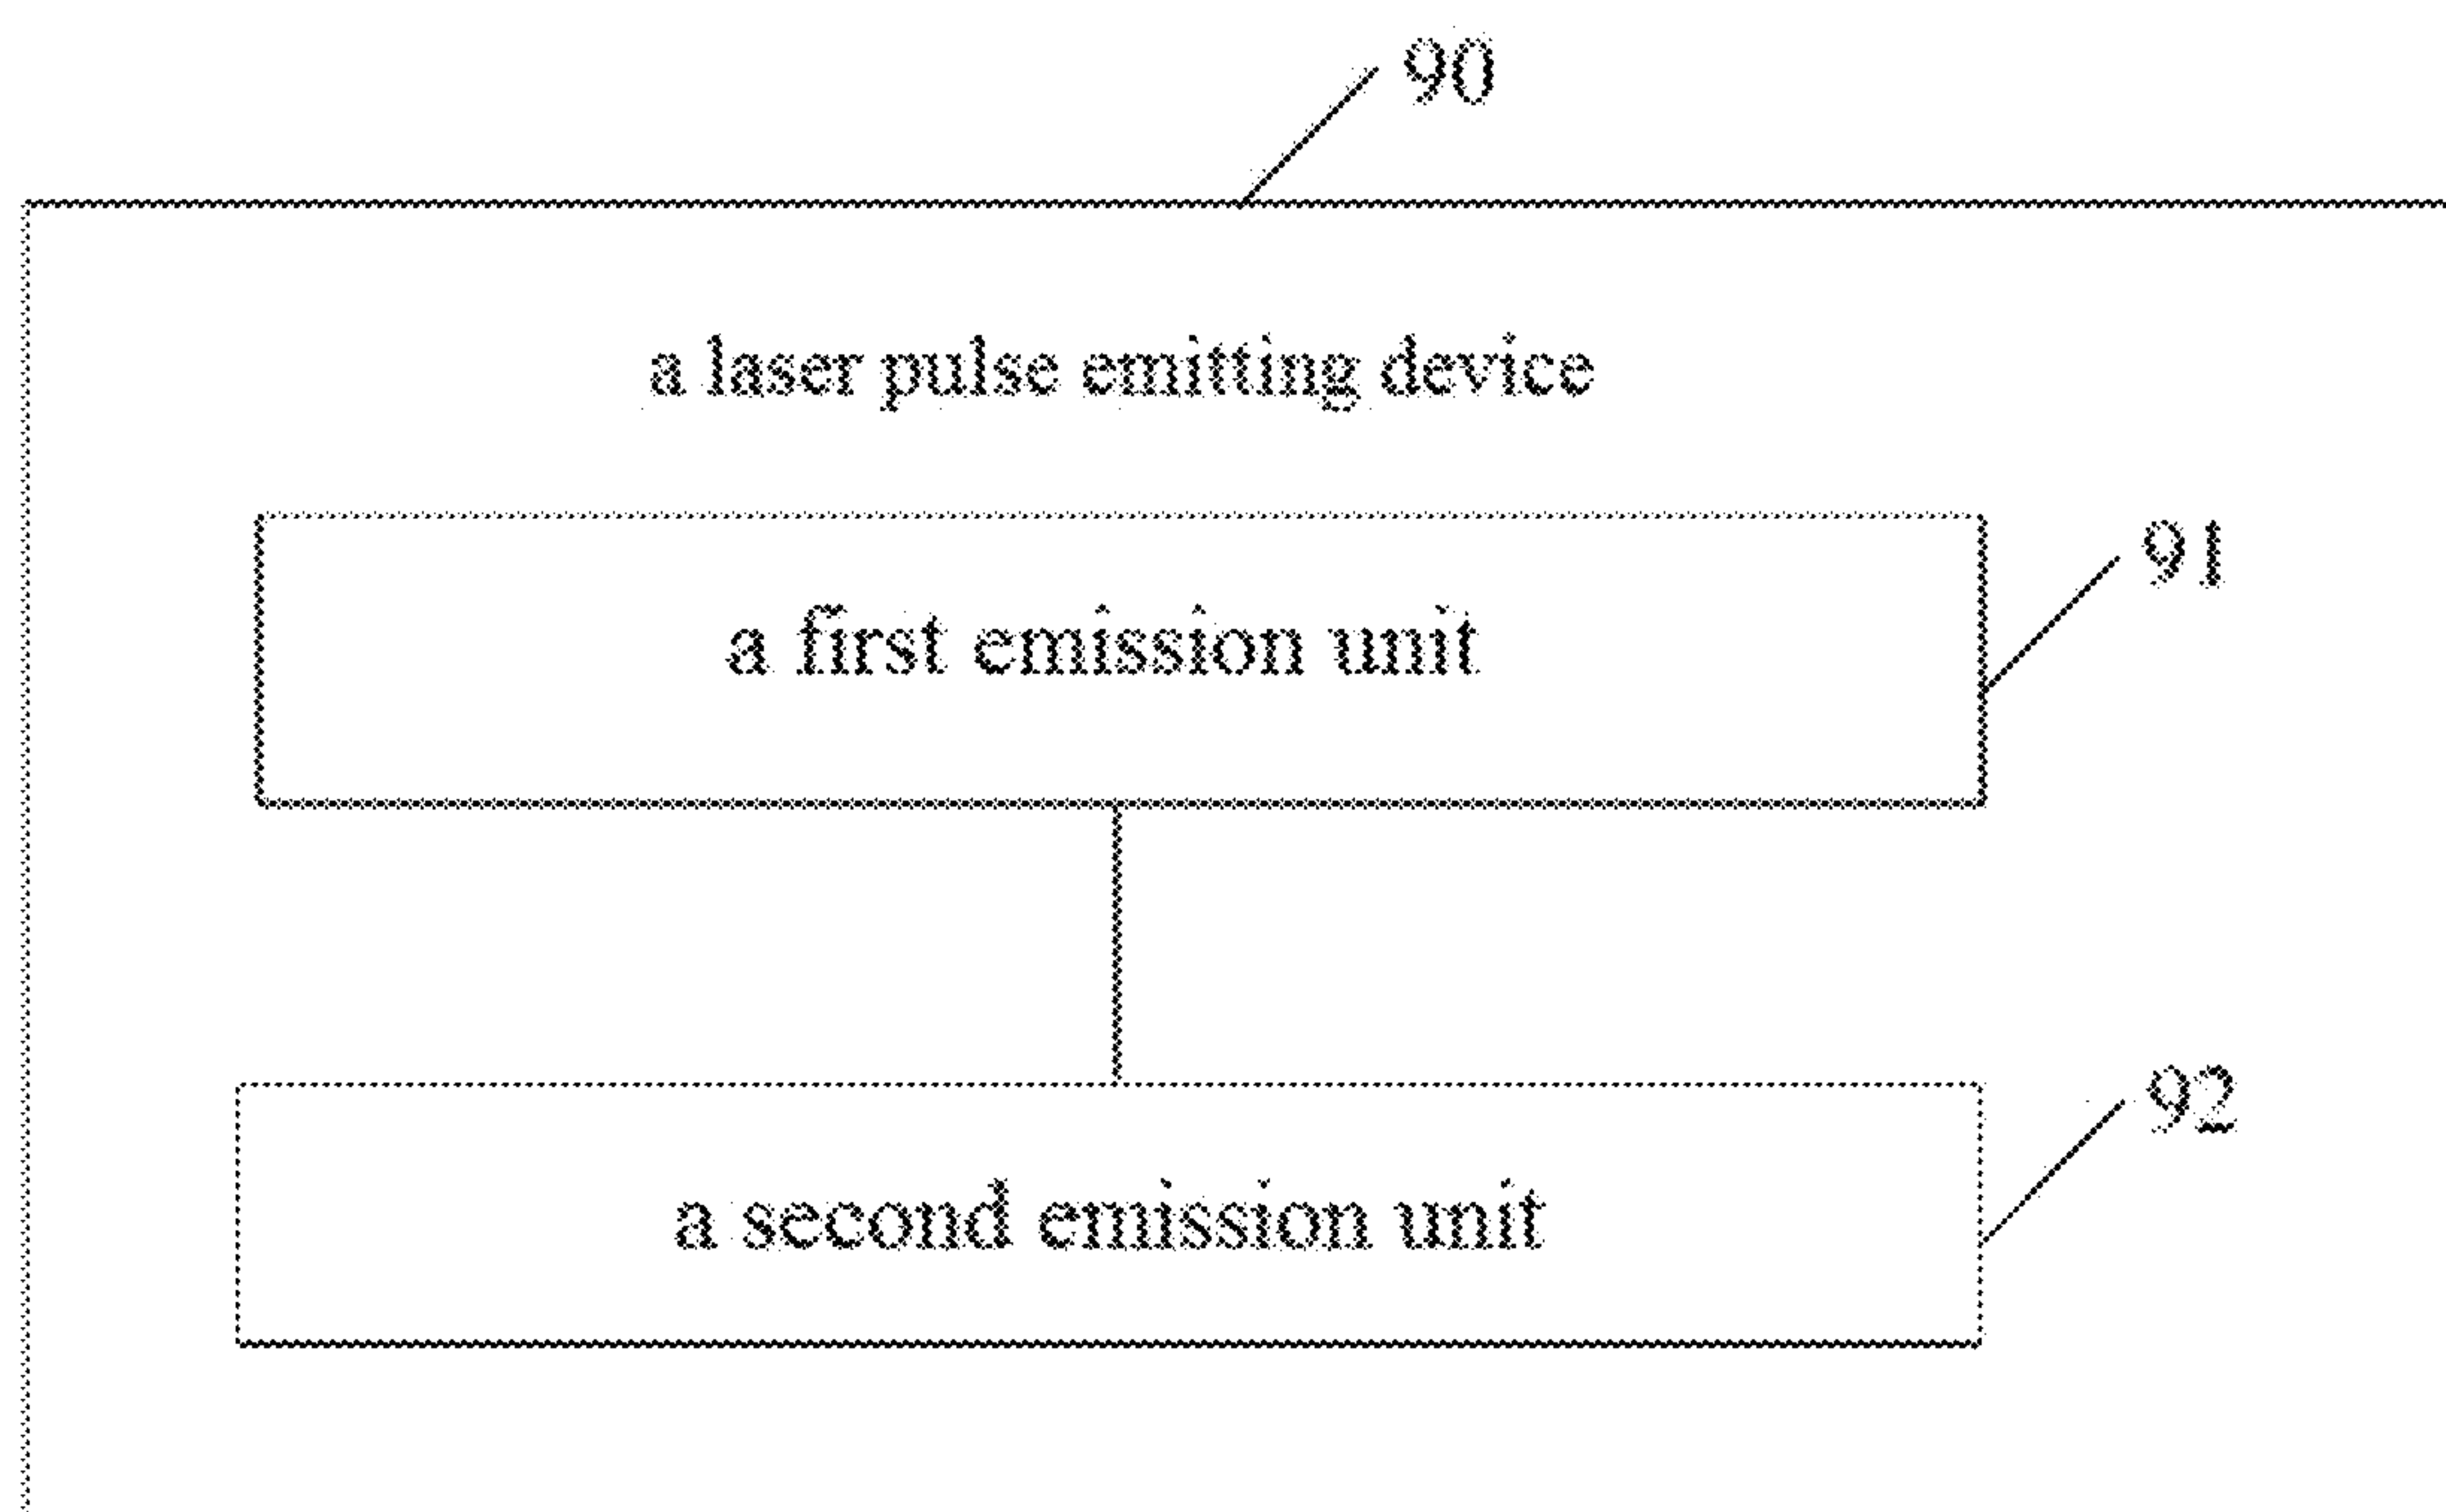 90
a laser pulse emitting device
91
a first emission unit
92
a second emission unit